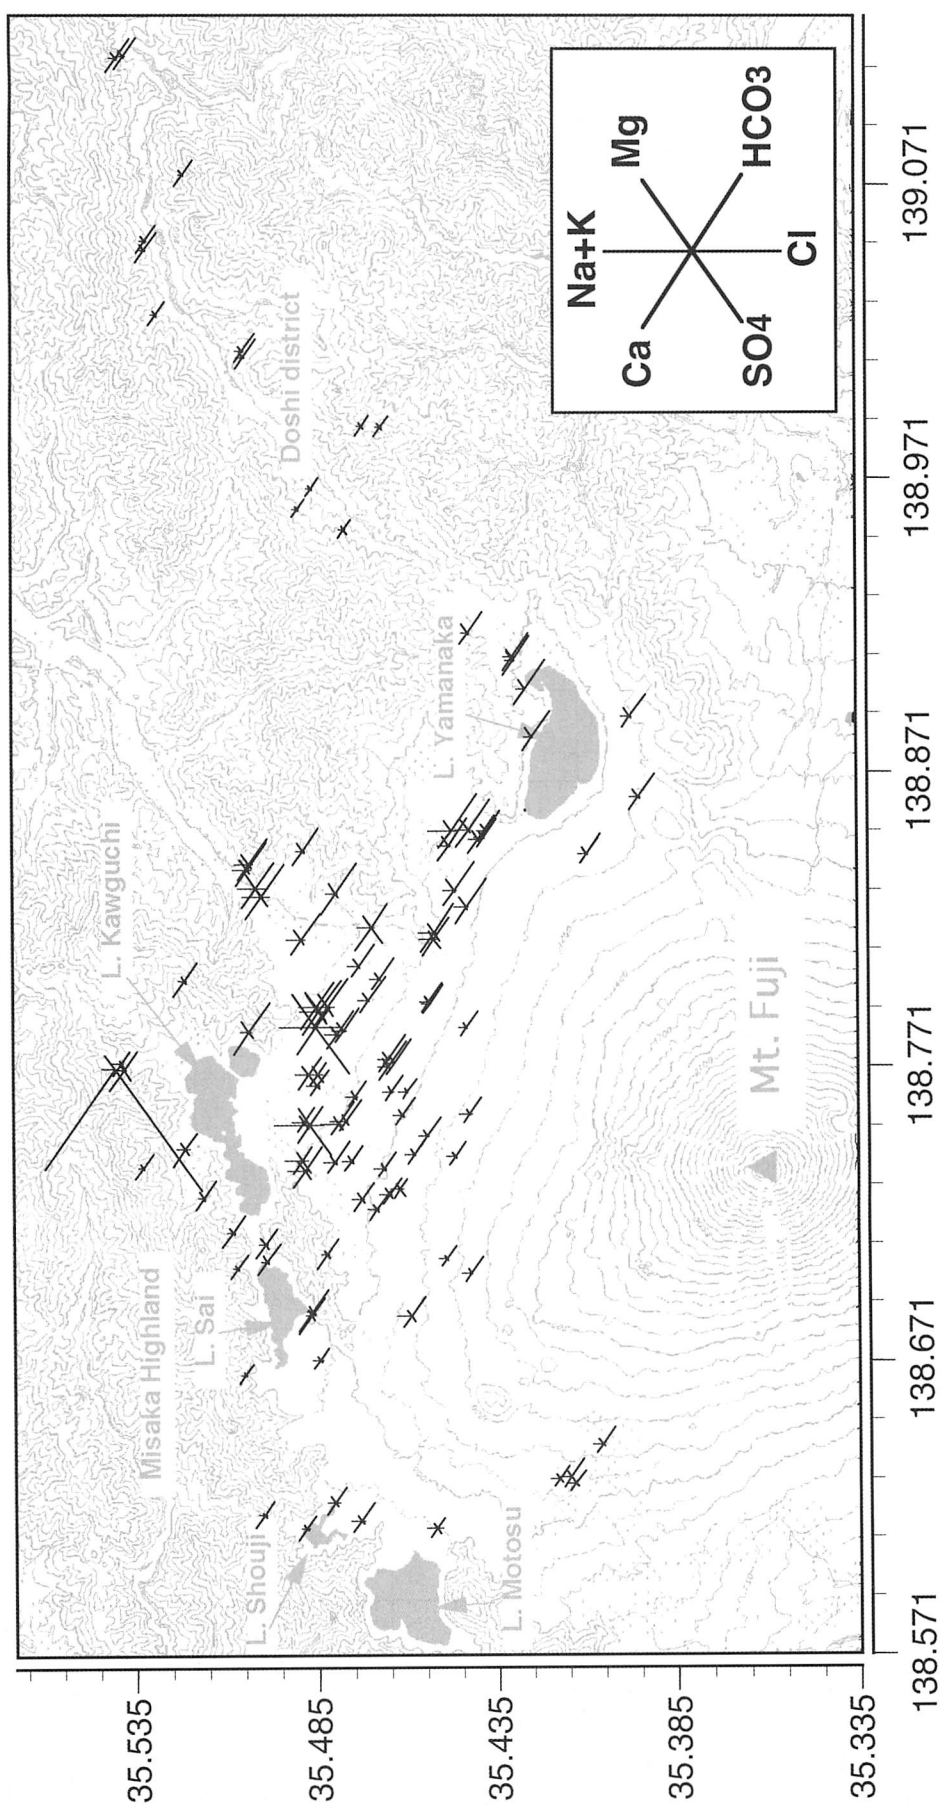 Misaka Highland
L. Kawguchi
L. Sai
L. Shouji
L. Motosu
L. Yamanaka
Doshi district
Mt. Fuji
Na+K
Ca
Mg
SO4
HCO3
Cl
35.535
35.485
35.435
35.385
35.335
138.571
138.671
138.771
138.871
138.971
139.071